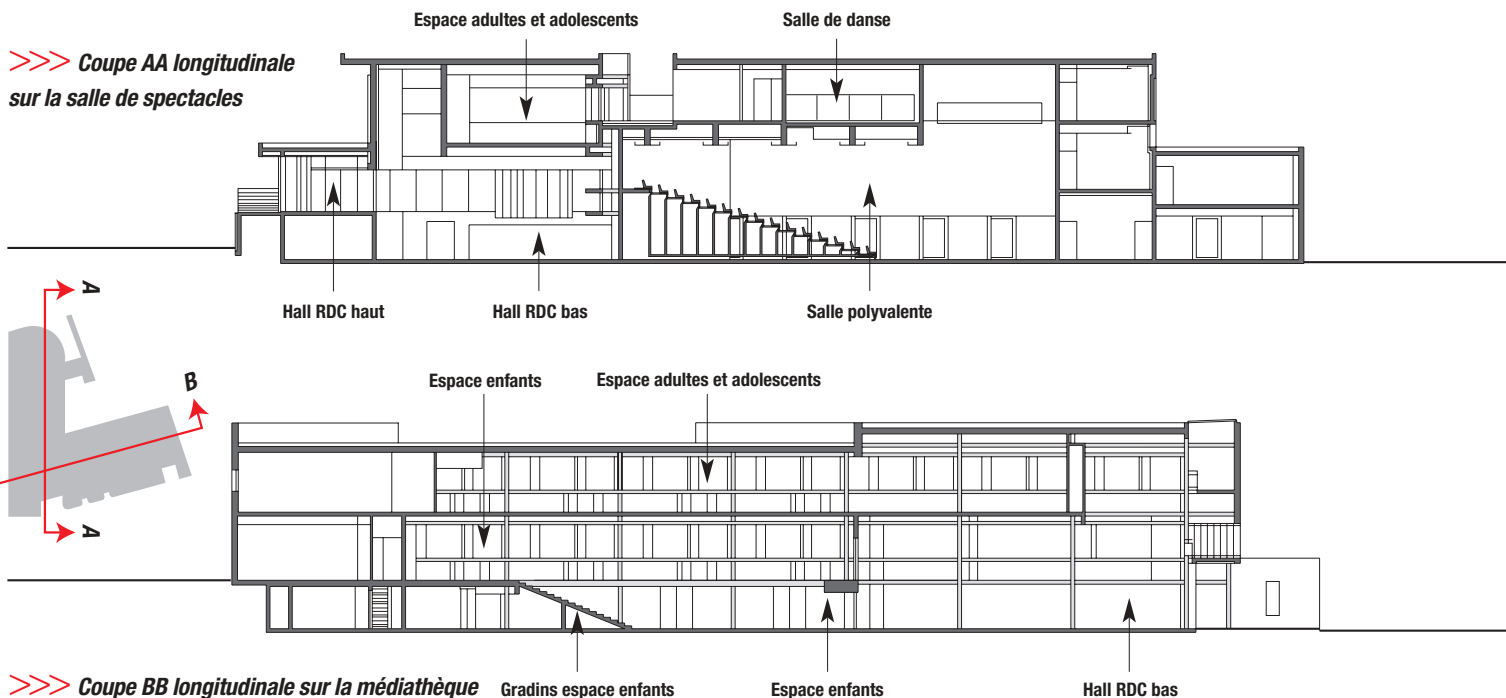 Espace adultes et adolescents
Salle de danse
>>> Coupe AA longitudinale
sur la salle de spectacles
Hall RDC haut
Hall RDC bas
Salle polyvalente
A
B
A
Espace enfants
Espace adultes et adolescents
>>> Coupe BB longitudinale sur la médiathèque
Gradins espace enfants
Espace enfants
Hall RDC bas